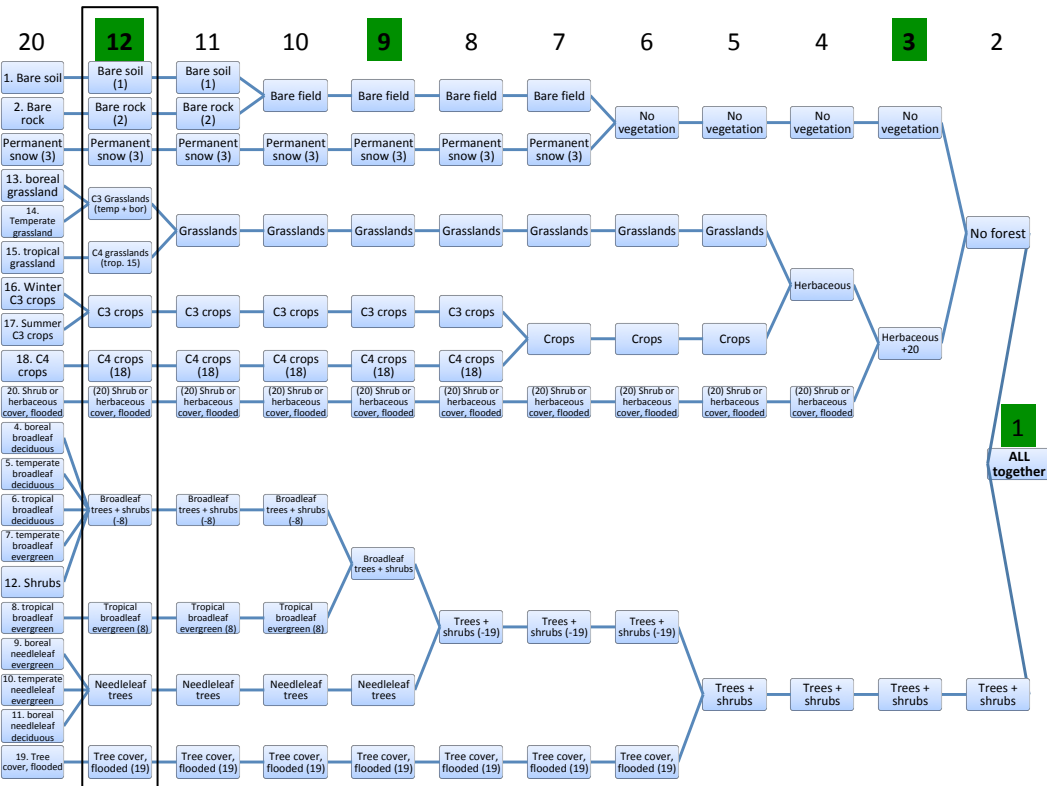 20 12 11 10 9 8 7 6 5 4 3 2
1. Bare soil
Bare soil
(1)
Bare soil
(1)
2. Bare
rock
Bare rock
(2)
Bare rock
(2)
Bare field
Bare field
Bare field
Bare field
No
vegetation
No
vegetation
No
vegetation
No
vegetation
Permanent
snow (3)
Permanent
snow (3)
Permanent
snow (3)
Permanent
snow (3)
Permanent
snow (3)
Permanent
snow (3)
Permanent
snow (3)
13. boreal
grassland
14.
Temperate
grassland
C3 Grasslands
(temp + bor)
15. tropical
grassland
C4 grasslands
(trop. 15)
Grasslands
Grasslands
Grasslands
Grasslands
Grasslands
Grasslands
Grasslands
No forest
16. Winter
C3 crops
17. Summer
C3 crops
C3 crops
C3 crops
C3 crops
C3 crops
C3 crops
Herbaceous
18. C4
crops
C4 crops
(18)
C4 crops
(18)
C4 crops
(18)
C4 crops
(18)
C4 crops
(18)
Crops
Crops
Crops
Herbaceous
+20
20. Shrub or
herbaceous
cover, flooded
(20) Shrub or
herbaceous
cover, flooded
(20) Shrub or
herbaceous
cover, flooded
(20) Shrub or
herbaceous
cover, flooded
(20) Shrub or
herbaceous
cover, flooded
(20) Shrub or
herbaceous
cover, flooded
(20) Shrub or
herbaceous
cover, flooded
(20) Shrub or
herbaceous
cover, flooded
(20) Shrub or
herbaceous
cover, flooded
(20) Shrub or
herbaceous
cover, flooded
1
ALL
together
4. boreal
broadleaf
deciduous
5. temperate
broadleaf
deciduous
6. tropical
broadleaf
deciduous
7. temperate
broadleaf
evergreen
12. Shrubs
Broadleaf
trees + shrubs
(-8)
Broadleaf
trees + shrubs
(-8)
Broadleaf
trees + shrubs
(-8)
Broadleaf
trees + shrubs
8. tropical
broadleaf
evergreen
Tropical
broadleaf
evergreen (8)
Tropical
broadleaf
evergreen (8)
Tropical
broadleaf
evergreen (8)
Trees +
shrubs (-19)
Trees +
shrubs (-19)
Trees +
shrubs (-19)
9. boreal
needleleaf
evergreen
10. temperate
needleleaf
evergreen
11. boreal
needleleaf
deciduous
Needleleaf
trees
Needleleaf
trees
Needleleaf
trees
Needleleaf
trees
Trees +
shrubs
Trees +
shrubs
Trees +
shrubs
Trees +
shrubs
19. Tree
cover, flooded
Tree cover,
flooded (19)
Tree cover,
flooded (19)
Tree cover,
flooded (19)
Tree cover,
flooded (19)
Tree cover,
flooded (19)
Tree cover,
flooded (19)
Tree cover,
flooded (19)